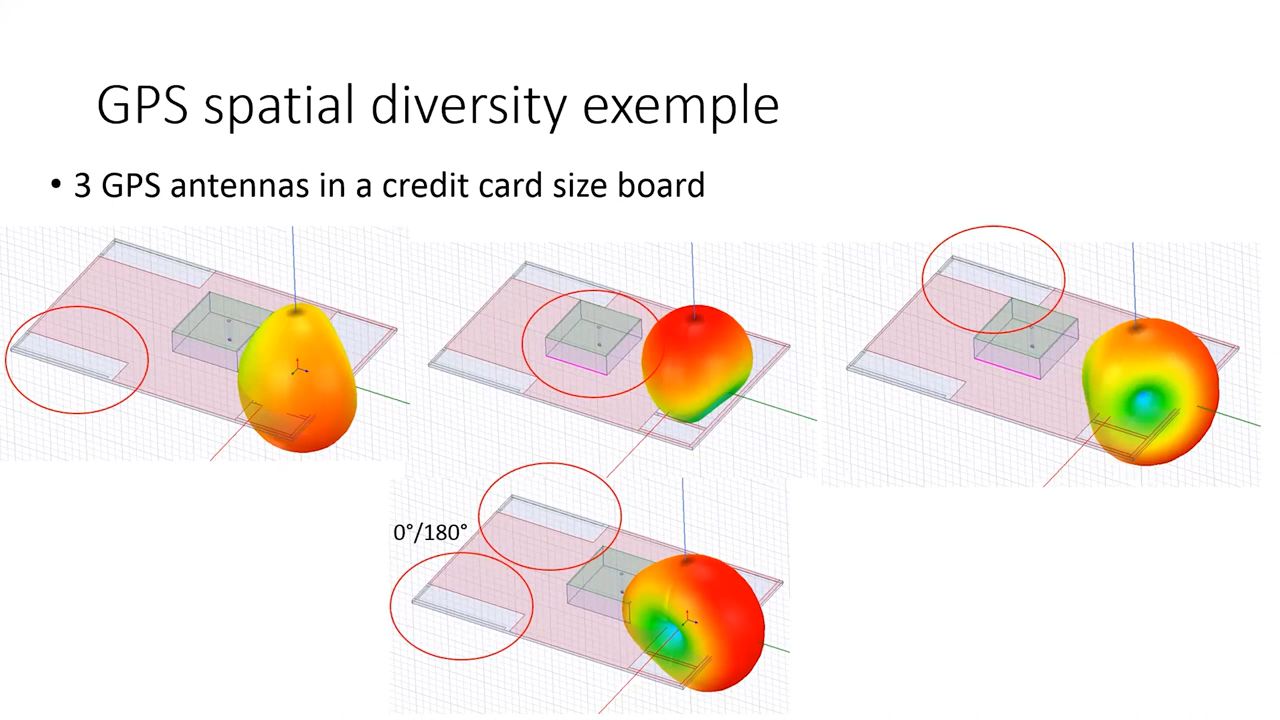 GPS spatial diversity exemple
• 3 GPS antennas in a credit card size board
0°/180°